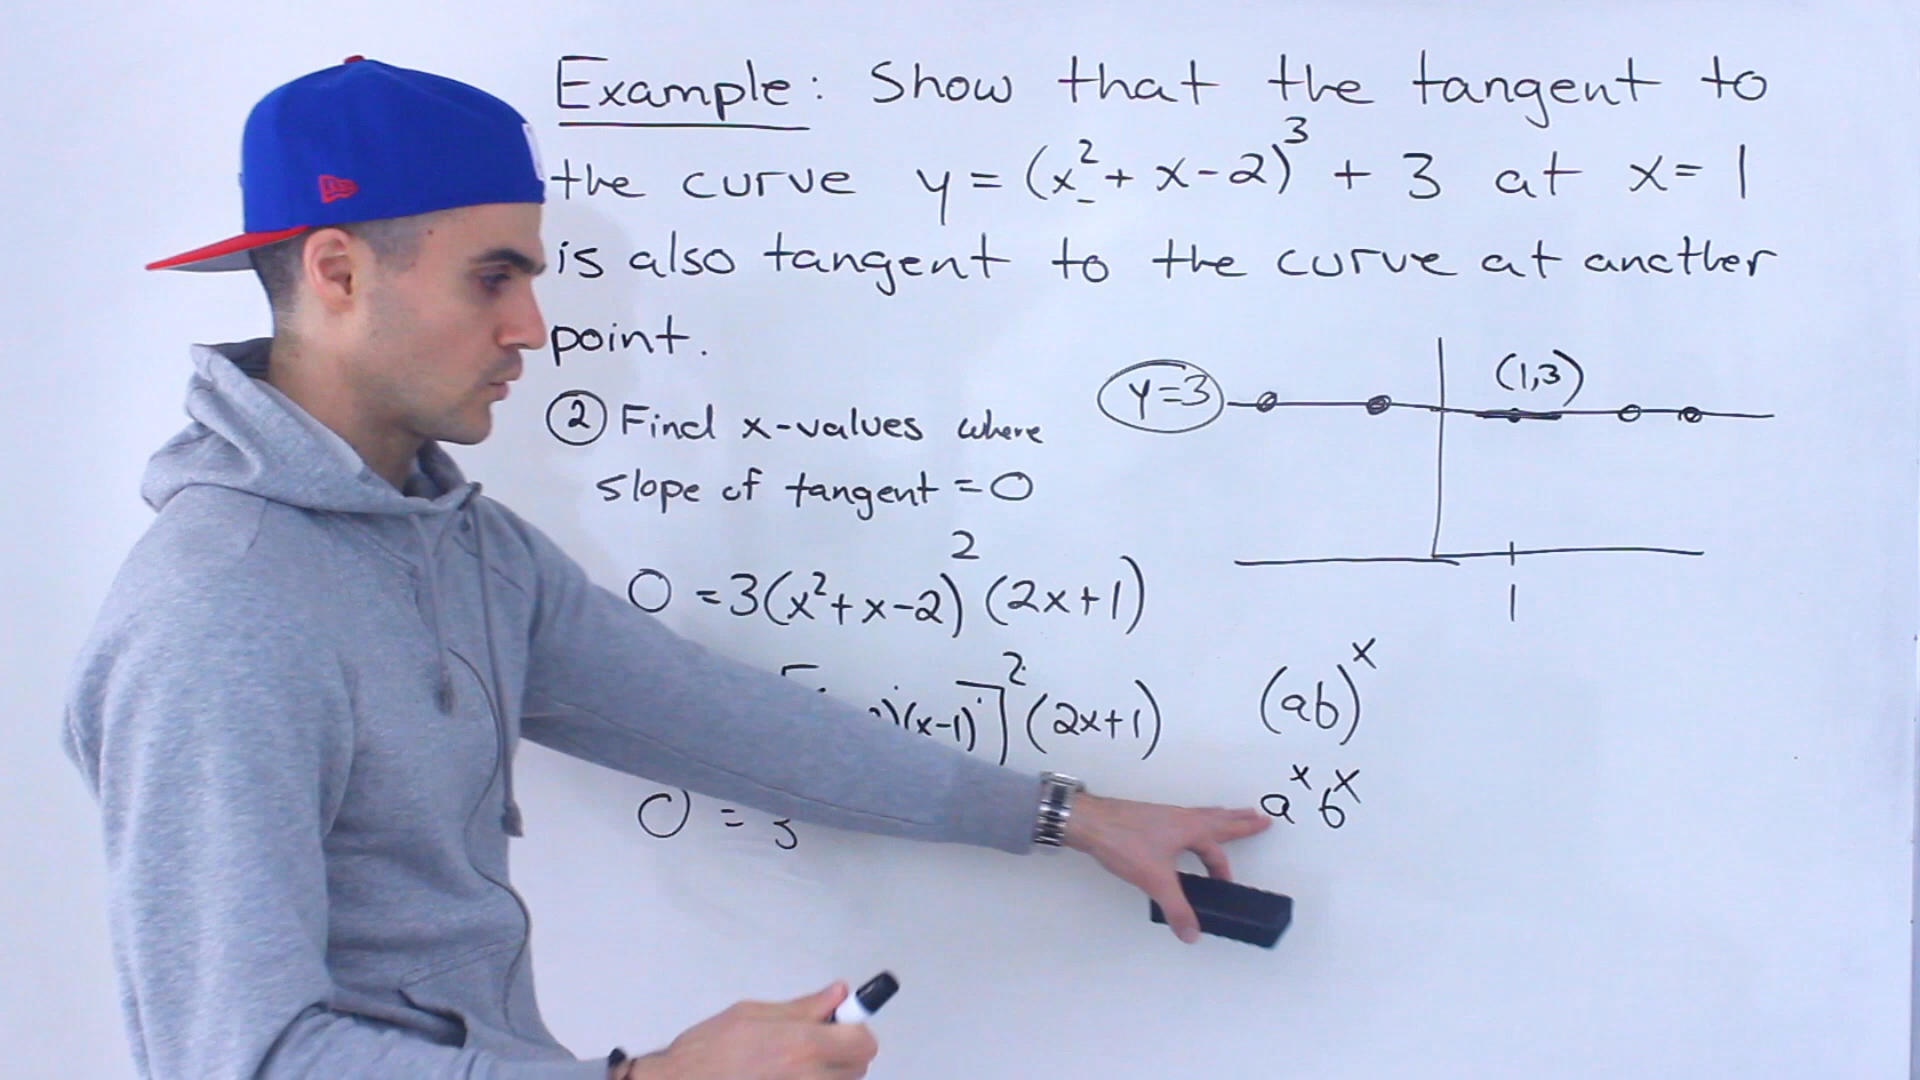 Example: Show that the tangent to
the curve y = (x² + x - 2)³ + 3 at x = 1
is also tangent to the curve at another
point.
② Find x-values where
slope of tangent = 0
0 = 3(x² + x - 2)² (2x + 1)
)(x-1)]² (2x+1)
0 = 3
y=3
(1,3)
1
(ab)ˣ
aˣbˣ